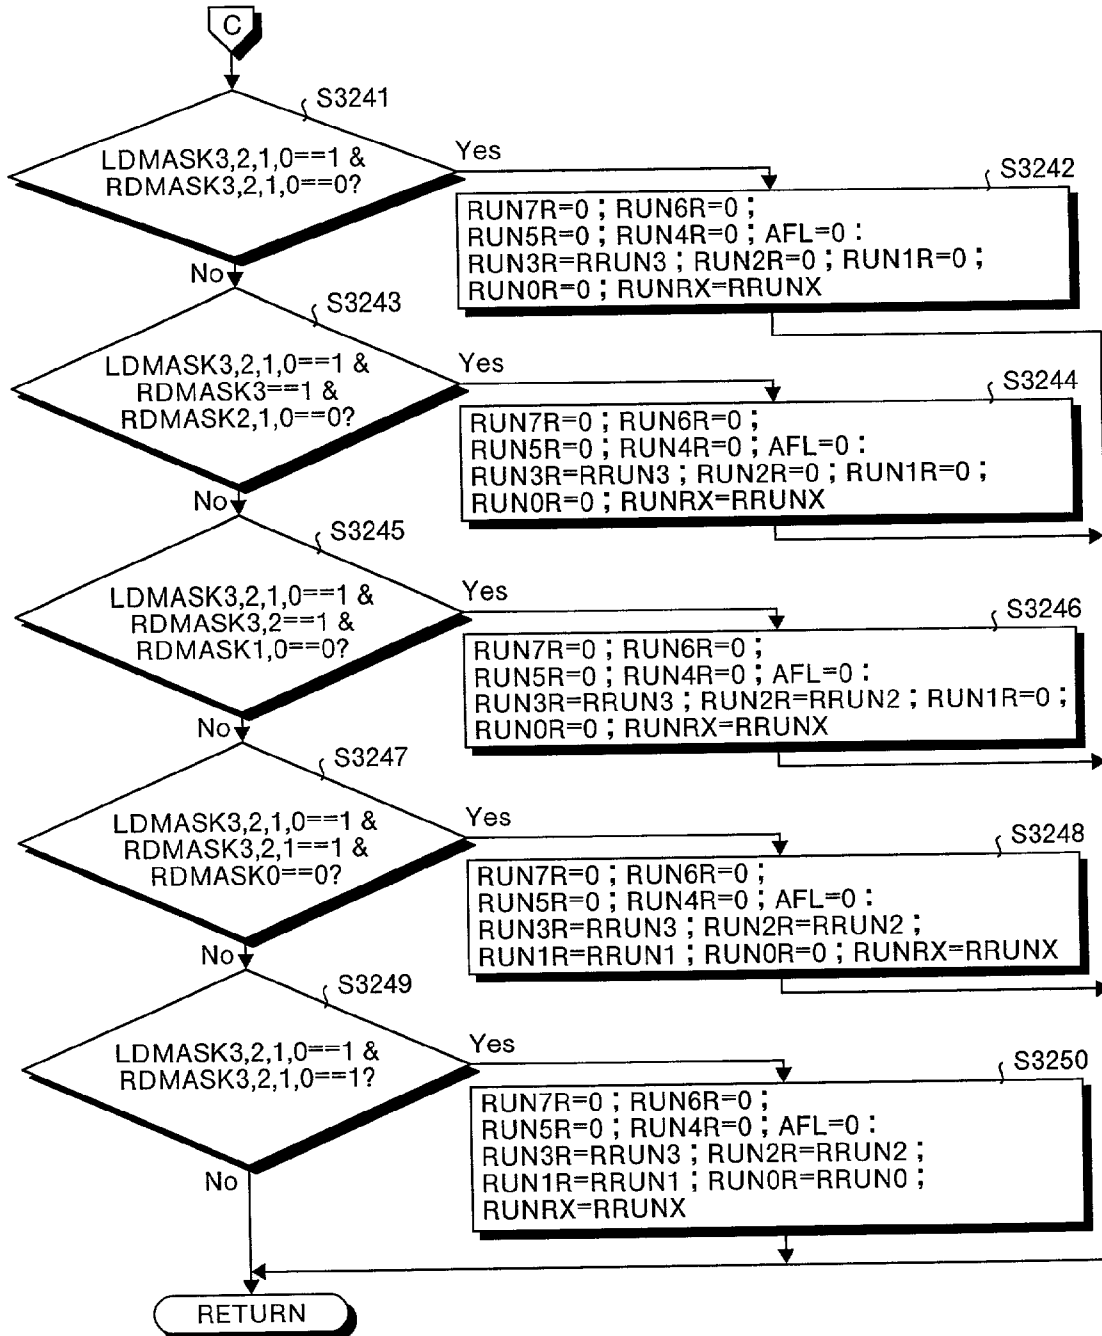 C
S3241
LDMASK3,2,1,0==1 &
RDMASK3,2,1,0==0?
Yes
No
S3242
RUN7R=0 ; RUN6R=0 ;
RUN5R=0 ; RUN4R=0 ; AFL=0 :
RUN3R=RRUN3 ; RUN2R=0 ; RUN1R=0 ;
RUN0R=0 ; RUNRX=RRUNX
S3243
LDMASK3,2,1,0==1 &
RDMASK3==1 &
RDMASK2,1,0==0?
Yes
No
S3244
RUN7R=0 ; RUN6R=0 ;
RUN5R=0 ; RUN4R=0 ; AFL=0 :
RUN3R=RRUN3 ; RUN2R=0 ; RUN1R=0 ;
RUN0R=0 ; RUNRX=RRUNX
S3245
LDMASK3,2,1,0==1 &
RDMASK3,2==1 &
RDMASK1,0==0?
Yes
No
S3246
RUN7R=0 ; RUN6R=0 ;
RUN5R=0 ; RUN4R=0 ; AFL=0 :
RUN3R=RRUN3 ; RUN2R=RRUN2 ; RUN1R=0 ;
RUN0R=0 ; RUNRX=RRUNX
S3247
LDMASK3,2,1,0==1 &
RDMASK3,2,1==1 &
RDMASK0==0?
Yes
No
S3248
RUN7R=0 ; RUN6R=0 ;
RUN5R=0 ; RUN4R=0 ; AFL=0 :
RUN3R=RRUN3 ; RUN2R=RRUN2 ;
RUN1R=RRUN1 ; RUN0R=0 ; RUNRX=RRUNX
S3249
LDMASK3,2,1,0==1 &
RDMASK3,2,1,0==1?
Yes
No
S3250
RUN7R=0 ; RUN6R=0 ;
RUN5R=0 ; RUN4R=0 ; AFL=0 :
RUN3R=RRUN3 ; RUN2R=RRUN2 ;
RUN1R=RRUN1 ; RUN0R=RRUN0 ;
RUNRX=RRUNX
RETURN